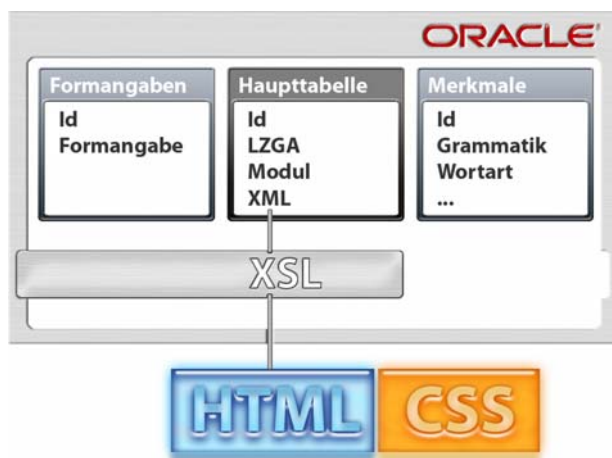 ORACLE
Formangaben
Id
Formangabe
Haupttabelle
Id
LZGA
Modul
XML
Merkmale
Id
Grammatik
Wortart
...
XSL
HTML
CSS